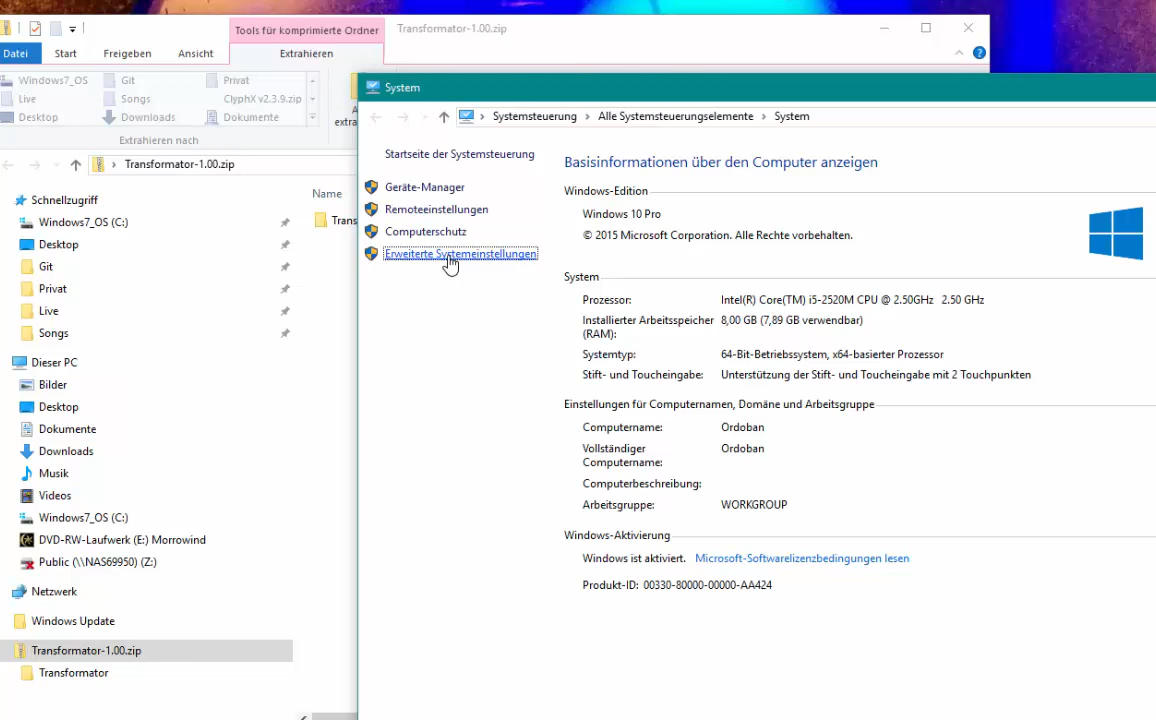 Tools für komprimierte Ordner
Transformator-1.00.zip
Datei
Start
Freigeben
Ansicht
Extrahieren
Windows7_OS
Git
Privat
Live
Songs
ClyphX v2.3.9.zip
Desktop
Downloads
Dokumente
Extrahieren nach
A
extra
Transformator-1.00.zip
Schnellzugriff
Windows7_OS (C:)
Desktop
Git
Privat
Live
Songs
Dieser PC
Bilder
Desktop
Dokumente
Downloads
Musik
Videos
Windows7_OS (C:)
DVD-RW-Laufwerk (E:) Morrowind
Public (\\NAS69950) (Z:)
Netzwerk
Windows Update
Transformator-1.00.zip
Transformator
Name
Trans
System
Systemsteuerung
Alle Systemsteuerungselemente
System
Startseite der Systemsteuerung
Geräte-Manager
Remoteeinstellungen
Computerschutz
Erweiterte Systemeinstellungen
Basisinformationen über den Computer anzeigen
Windows-Edition
Windows 10 Pro
© 2015 Microsoft Corporation. Alle Rechte vorbehalten.
System
Prozessor: Intel(R) Core(TM) i5-2520M CPU @ 2.50GHz 2.50 GHz
Installierter Arbeitsspeicher 8,00 GB (7,89 GB verwendbar)
(RAM):
Systemtyp: 64-Bit-Betriebssystem, x64-basierter Prozessor
Stift- und Toucheingabe: Unterstützung der Stift- und Toucheingabe mit 2 Touchpunkten
Einstellungen für Computernamen, Domäne und Arbeitsgruppe
Computername: Ordoban
Vollständiger Ordoban
Computername:
Computerbeschreibung:
Arbeitsgruppe: WORKGROUP
Windows-Aktivierung
Windows ist aktiviert. Microsoft-Softwarelizenzbedingungen lesen
Produkt-ID: 00330-80000-00000-AA424